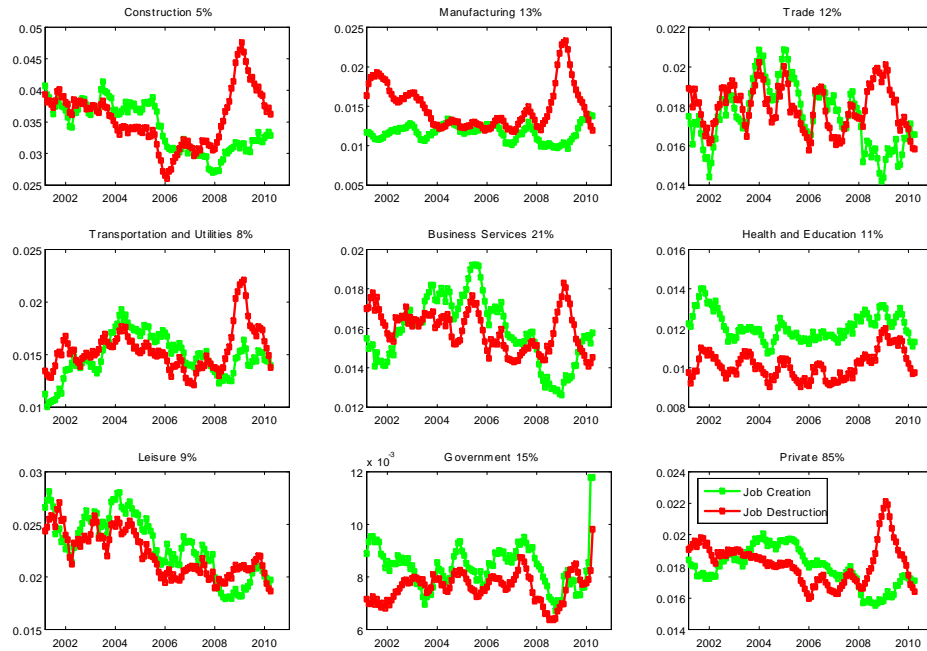 Construction 5%
Manufacturing 13%
Trade 12%
0.05
0.045
0.04
0.035
0.03
0.025
2002 2004 2006 2008 2010
0.025
0.02
0.015
0.01
0.005
2002 2004 2006 2008 2010
0.022
0.02
0.018
0.016
0.014
2002 2004 2006 2008 2010
Transportation and Utilities 8%
Business Services 21%
Health and Education 11%
0.025
0.02
0.015
0.01
2002 2004 2006 2008 2010
0.02
0.018
0.016
0.014
0.012
2002 2004 2006 2008 2010
0.016
0.014
0.012
0.01
0.008
2002 2004 2006 2008 2010
Leisure 9%
Government 15%
Private 85%
0.03
0.025
0.02
0.015
2002 2004 2006 2008 2010
x 10⁻³
12
10
8
6
2002 2004 2006 2008 2010
0.024
0.022
0.02
0.018
0.016
0.014
2002 2004 2006 2008 2010
Job Creation
Job Destruction